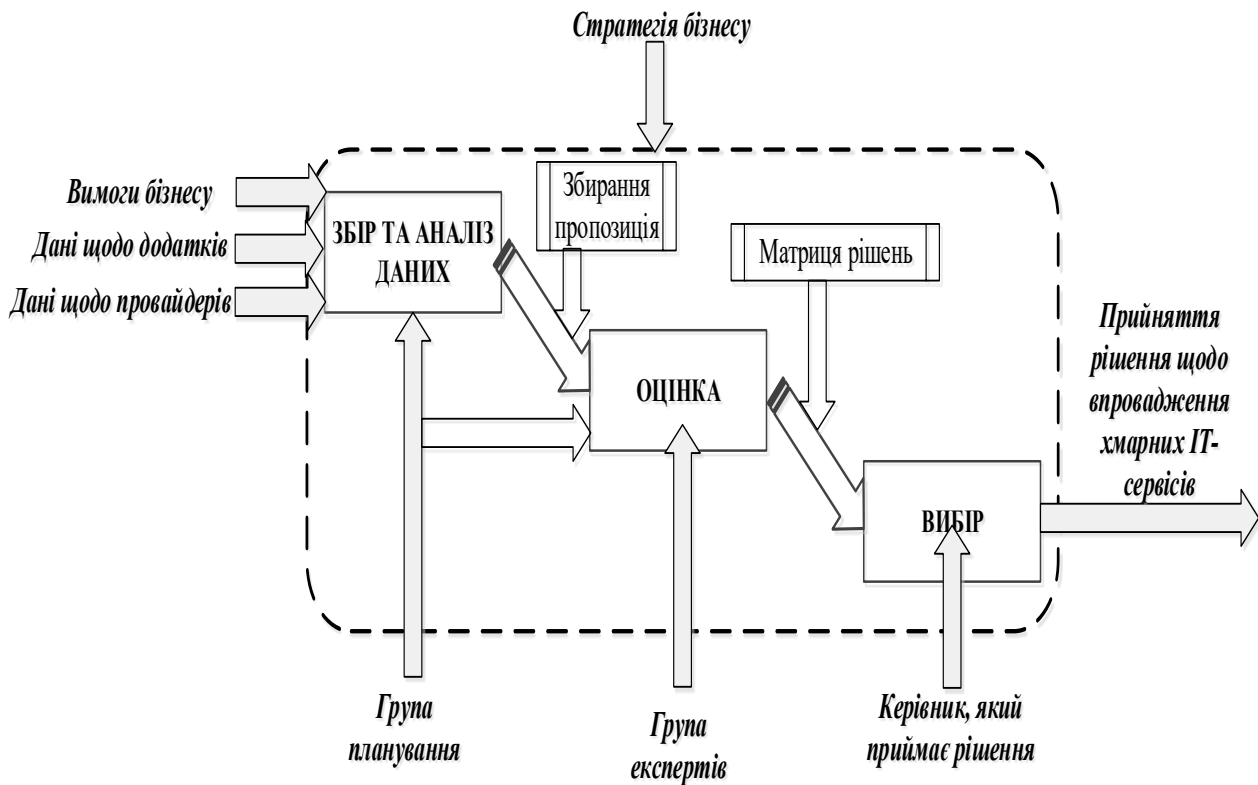 Стратегія бізнесу
Збирання
пропозиція
Вимоги бізнесу
Дані щодо додатків
Дані щодо провайдерів
ЗБІР ТА АНАЛІЗ
ДАНИХ
Матриця рішень
ОЦІНКА
Прийняття
рішення щодо
впровадження
хмарних ІТ-
сервісів
ВИБІР
Група
планування
Група
експертів
Керівник, який
приймає рішення